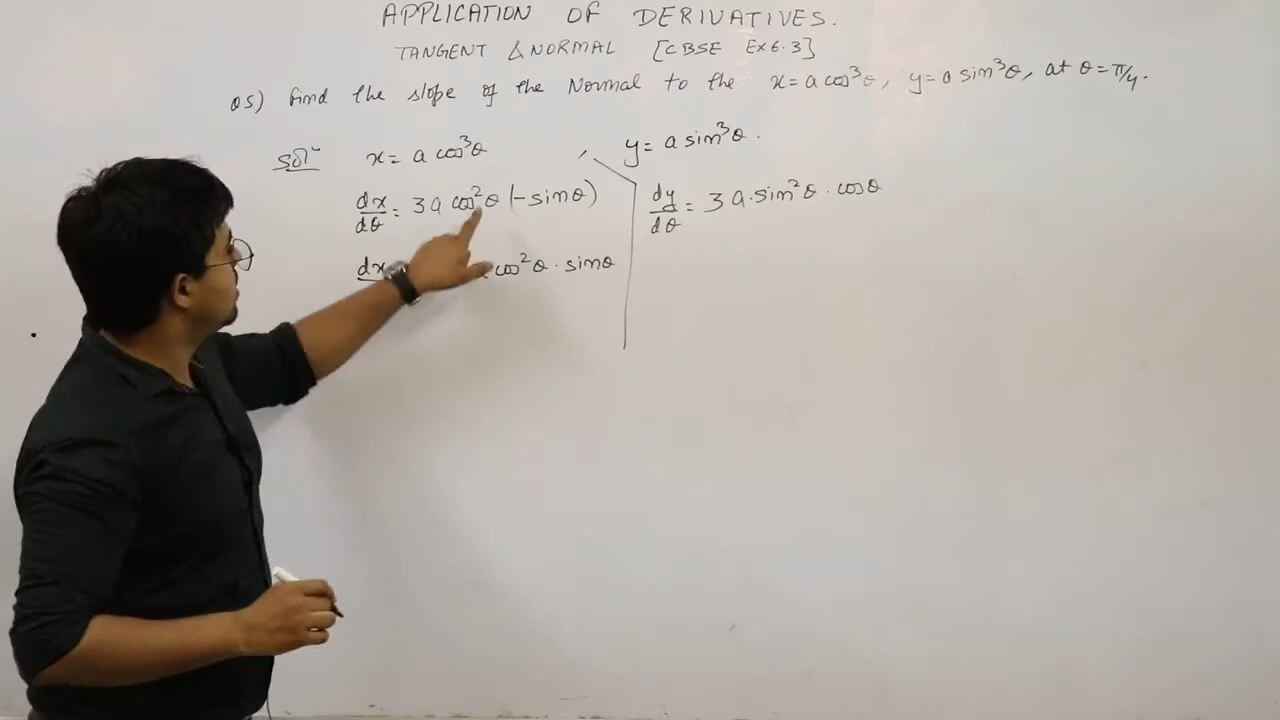 APPLICATION OF DERIVATIVES.
TANGENT & NORMAL [CBSE EX 6.3]
Q5) Find the slope of the Normal to the x = a cos³θ, y = a sin³θ, at θ = π/4.
Solⁿ x = a cos³θ
dx/dθ = 3a cos²θ (-sinθ)
dx cos²θ · sinθ
y = a sin³θ.
dy/dθ = 3a · sin²θ · cosθ